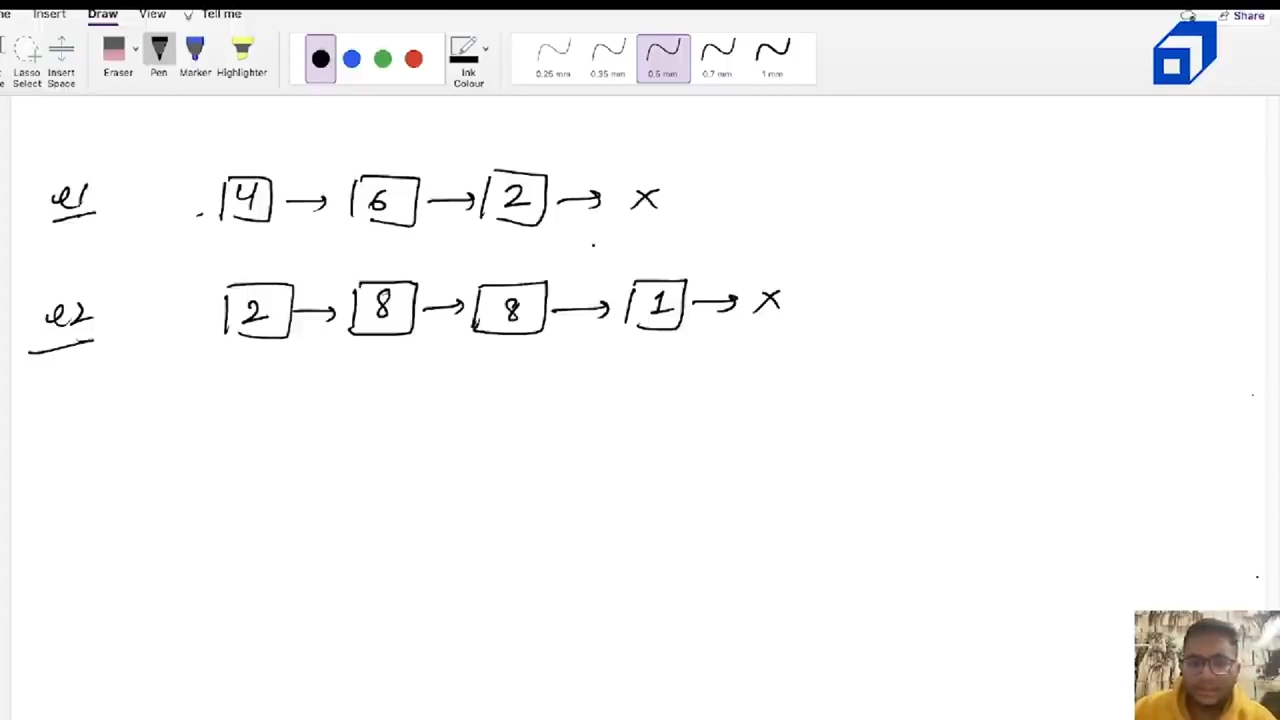 Insert Draw View Tell me
Share
Eraser Pen Marker Highlighter
Lasso Select
Insert Space
Ink Colour
0.25 mm 0.35 mm 0.5 mm 0.7 mm 1 mm
l1 4 → 6 → 2 → x
l2 2 → 8 → 8 → 1 → x